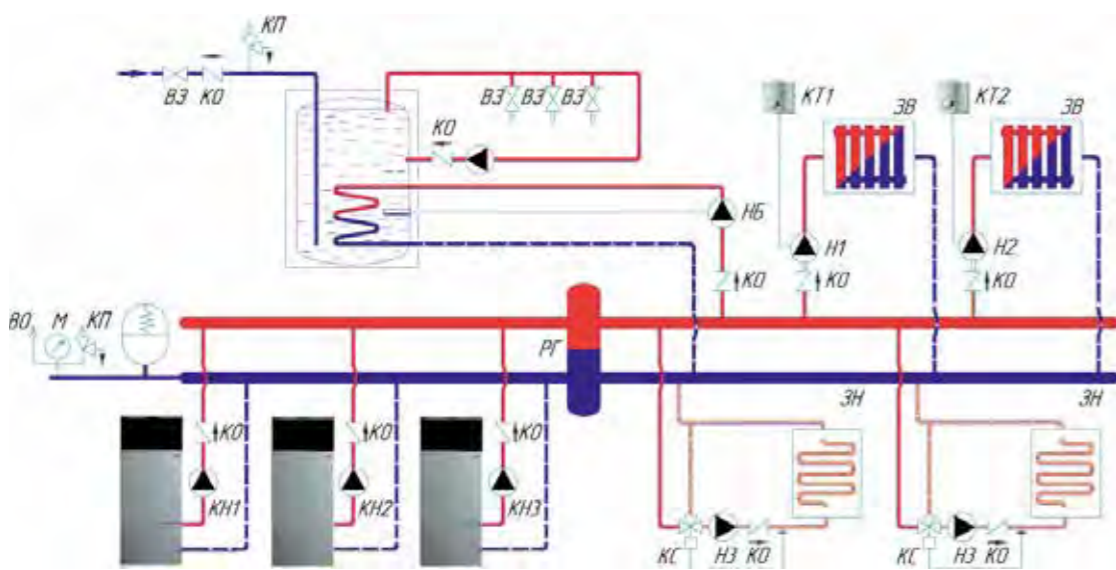 КП
ВЗ КО
ВЗ ВЗ ВЗ
КО
КТ1
ЗВ
КТ2
ЗВ
НБ
Н1
Н2
КО
КО
КО
ВО М КП
РГ
ЗН
ЗН
КО
КО
КО
КН1
КН2
КН3
КС НЗ КО
КС НЗ КО